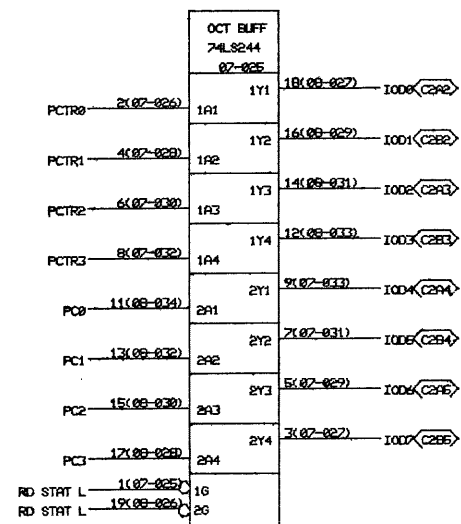 OCT BUFF
74LS244
07-025
1Y1 18(08-027) IOD0 C2A2
PCTR0 2(07-026) 1A1
1Y2 16(08-029) IOD1 C2B2
PCTR1 4(07-028) 1A2
1Y3 14(08-031) IOD2 C2A3
PCTR2 6(07-030) 1A3
1Y4 12(08-033) IOD3 C2B3
PCTR3 8(07-032) 1A4
2Y1 9(07-033) IOD4 C2A4
PC0 11(08-034) 2A1
2Y2 7(07-031) IOD5 C2B4
PC1 13(08-032) 2A2
2Y3 5(07-029) IOD6 C2A5
PC2 15(08-030) 2A3
2Y4 3(07-027) IOD7 C2B5
PC3 17(08-028) 2A4
RD STAT L 1(07-025) 1G
RD STAT L 19(08-026) 2G